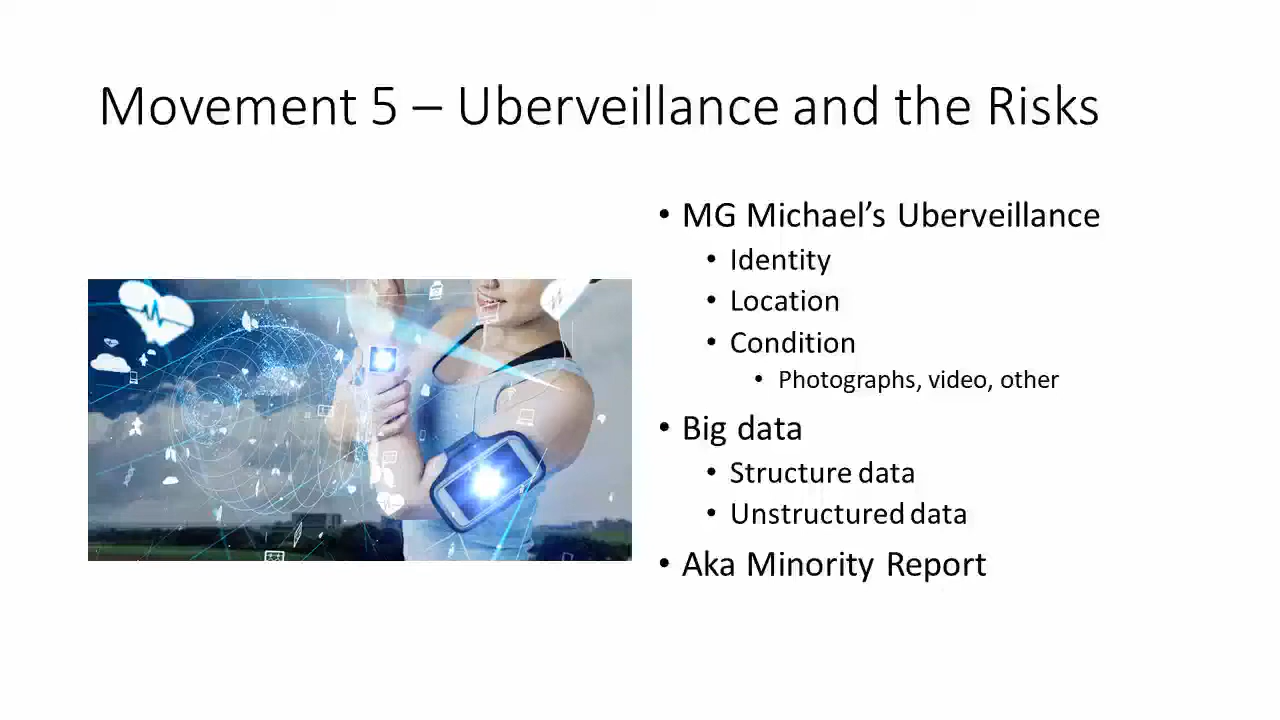 Movement 5 – Uberveillance and the Risks
• MG Michael’s Uberveillance
• Identity
• Location
• Condition
• Photographs, video, other
• Big data
• Structure data
• Unstructured data
• Aka Minority Report